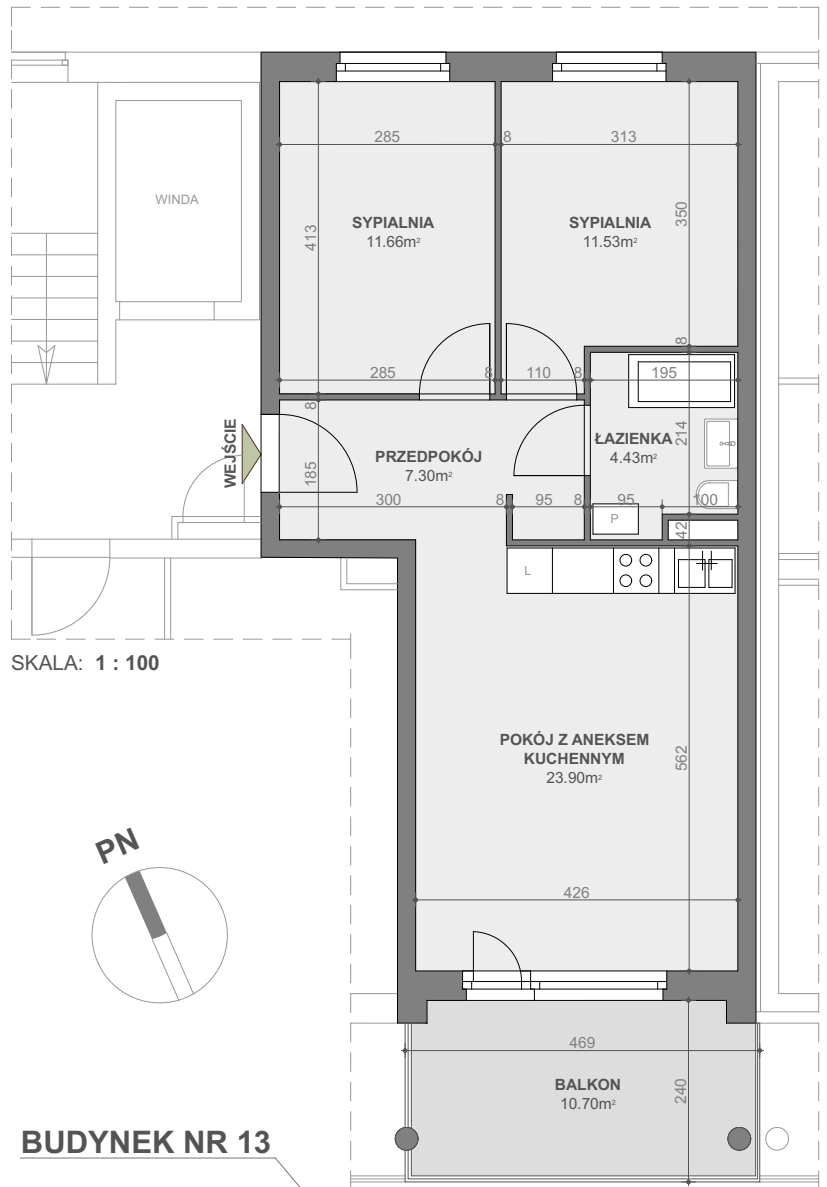 285
8
313
WINDA
SYPIALNIA
11.66m²
SYPIALNIA
11.53m²
350
413
8
285
8
110
8
195
8
WEJŚCIE
PRZEDPOKÓJ
7.30m²
ŁAZIENKA
4.43m²
214
185
300
8
95
8
95
100
P
42
L
SKALA: 1 : 100
POKÓJ Z ANEKSEM
KUCHENNYM
23.90m²
562
PN
426
469
BALKON
10.70m²
240
BUDYNEK NR 13